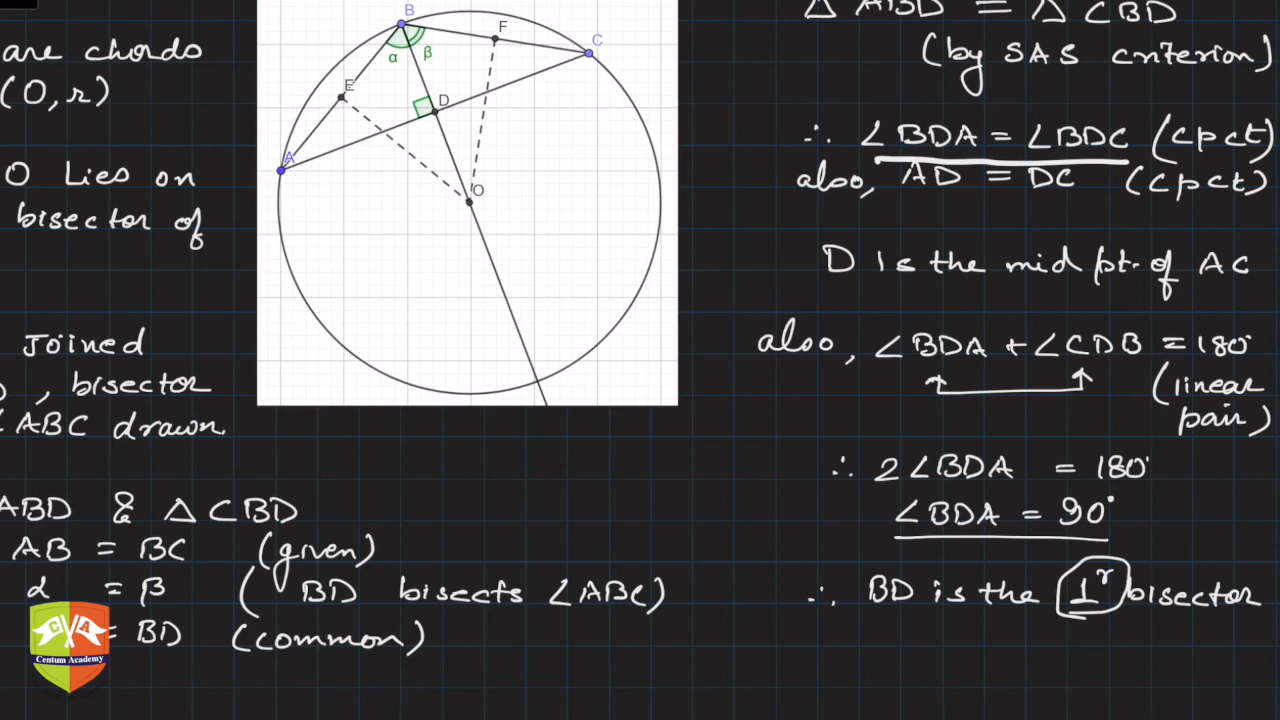 are chords
(O, r)
O Lies on
bisector of
Joined
, bisector
∠ABC drawn.
ABD & △ CBD
AB = BC (given)
α = β ( BD bisects ∠ABC)
= BD (common)
B
F
C
α
β
E
D
A
O
△ ABD ≅ △ CBD
(by SAS criterion)
∴ ∠BDA = ∠BDC (cpct)
also, AD = DC (cpct)
D is the mid pt. of AC
also, ∠BDA + ∠CDB = 180°
(linear
pair)
∴ 2∠BDA = 180°
∠BDA = 90°
∴ BD is the ⊥r bisector
C A
Centum Academy